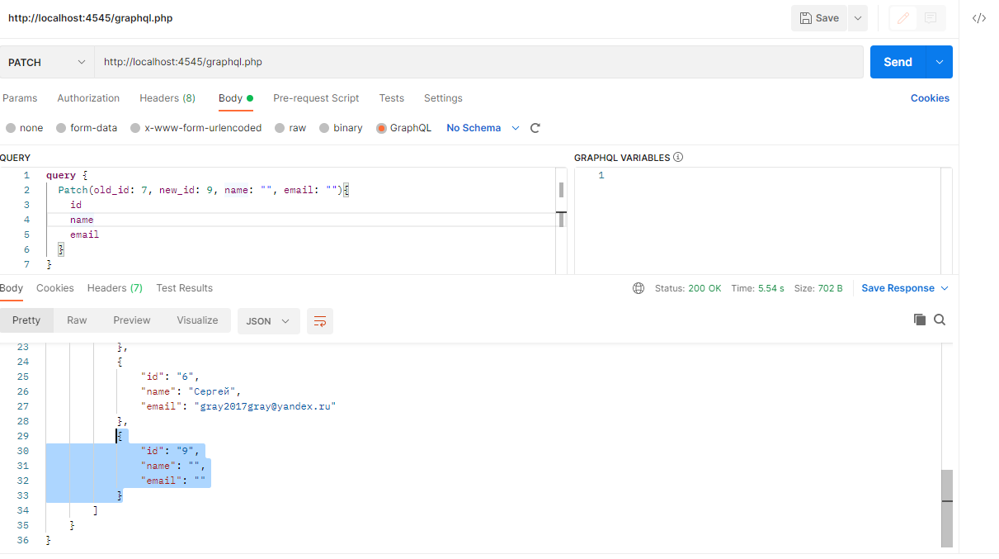 http://localhost:4545/graphql.php
Save
</>
PATCH
http://localhost:4545/graphql.php
Send
Params Authorization Headers (8) Body Pre-request Script Tests Settings Cookies
none form-data x-www-form-urlencoded raw binary GraphQL No Schema
QUERY
1 query {
2 Patch(old_id: 7, new_id: 9, name: "", email: ""){
3 id
4 name
5 email
6 }
7 }
GRAPHQL VARIABLES
1
Body Cookies Headers (7) Test Results Status: 200 OK Time: 5.54 s Size: 702 B Save Response
Pretty Raw Preview Visualize JSON
23 },
24 {
25 "id": "6",
26 "name": "Сергей",
27 "email": "gray2017gray@yandex.ru"
28 },
29 {
30 "id": "9",
31 "name": "",
32 "email": ""
33 }
34 ]
35 }
36 }